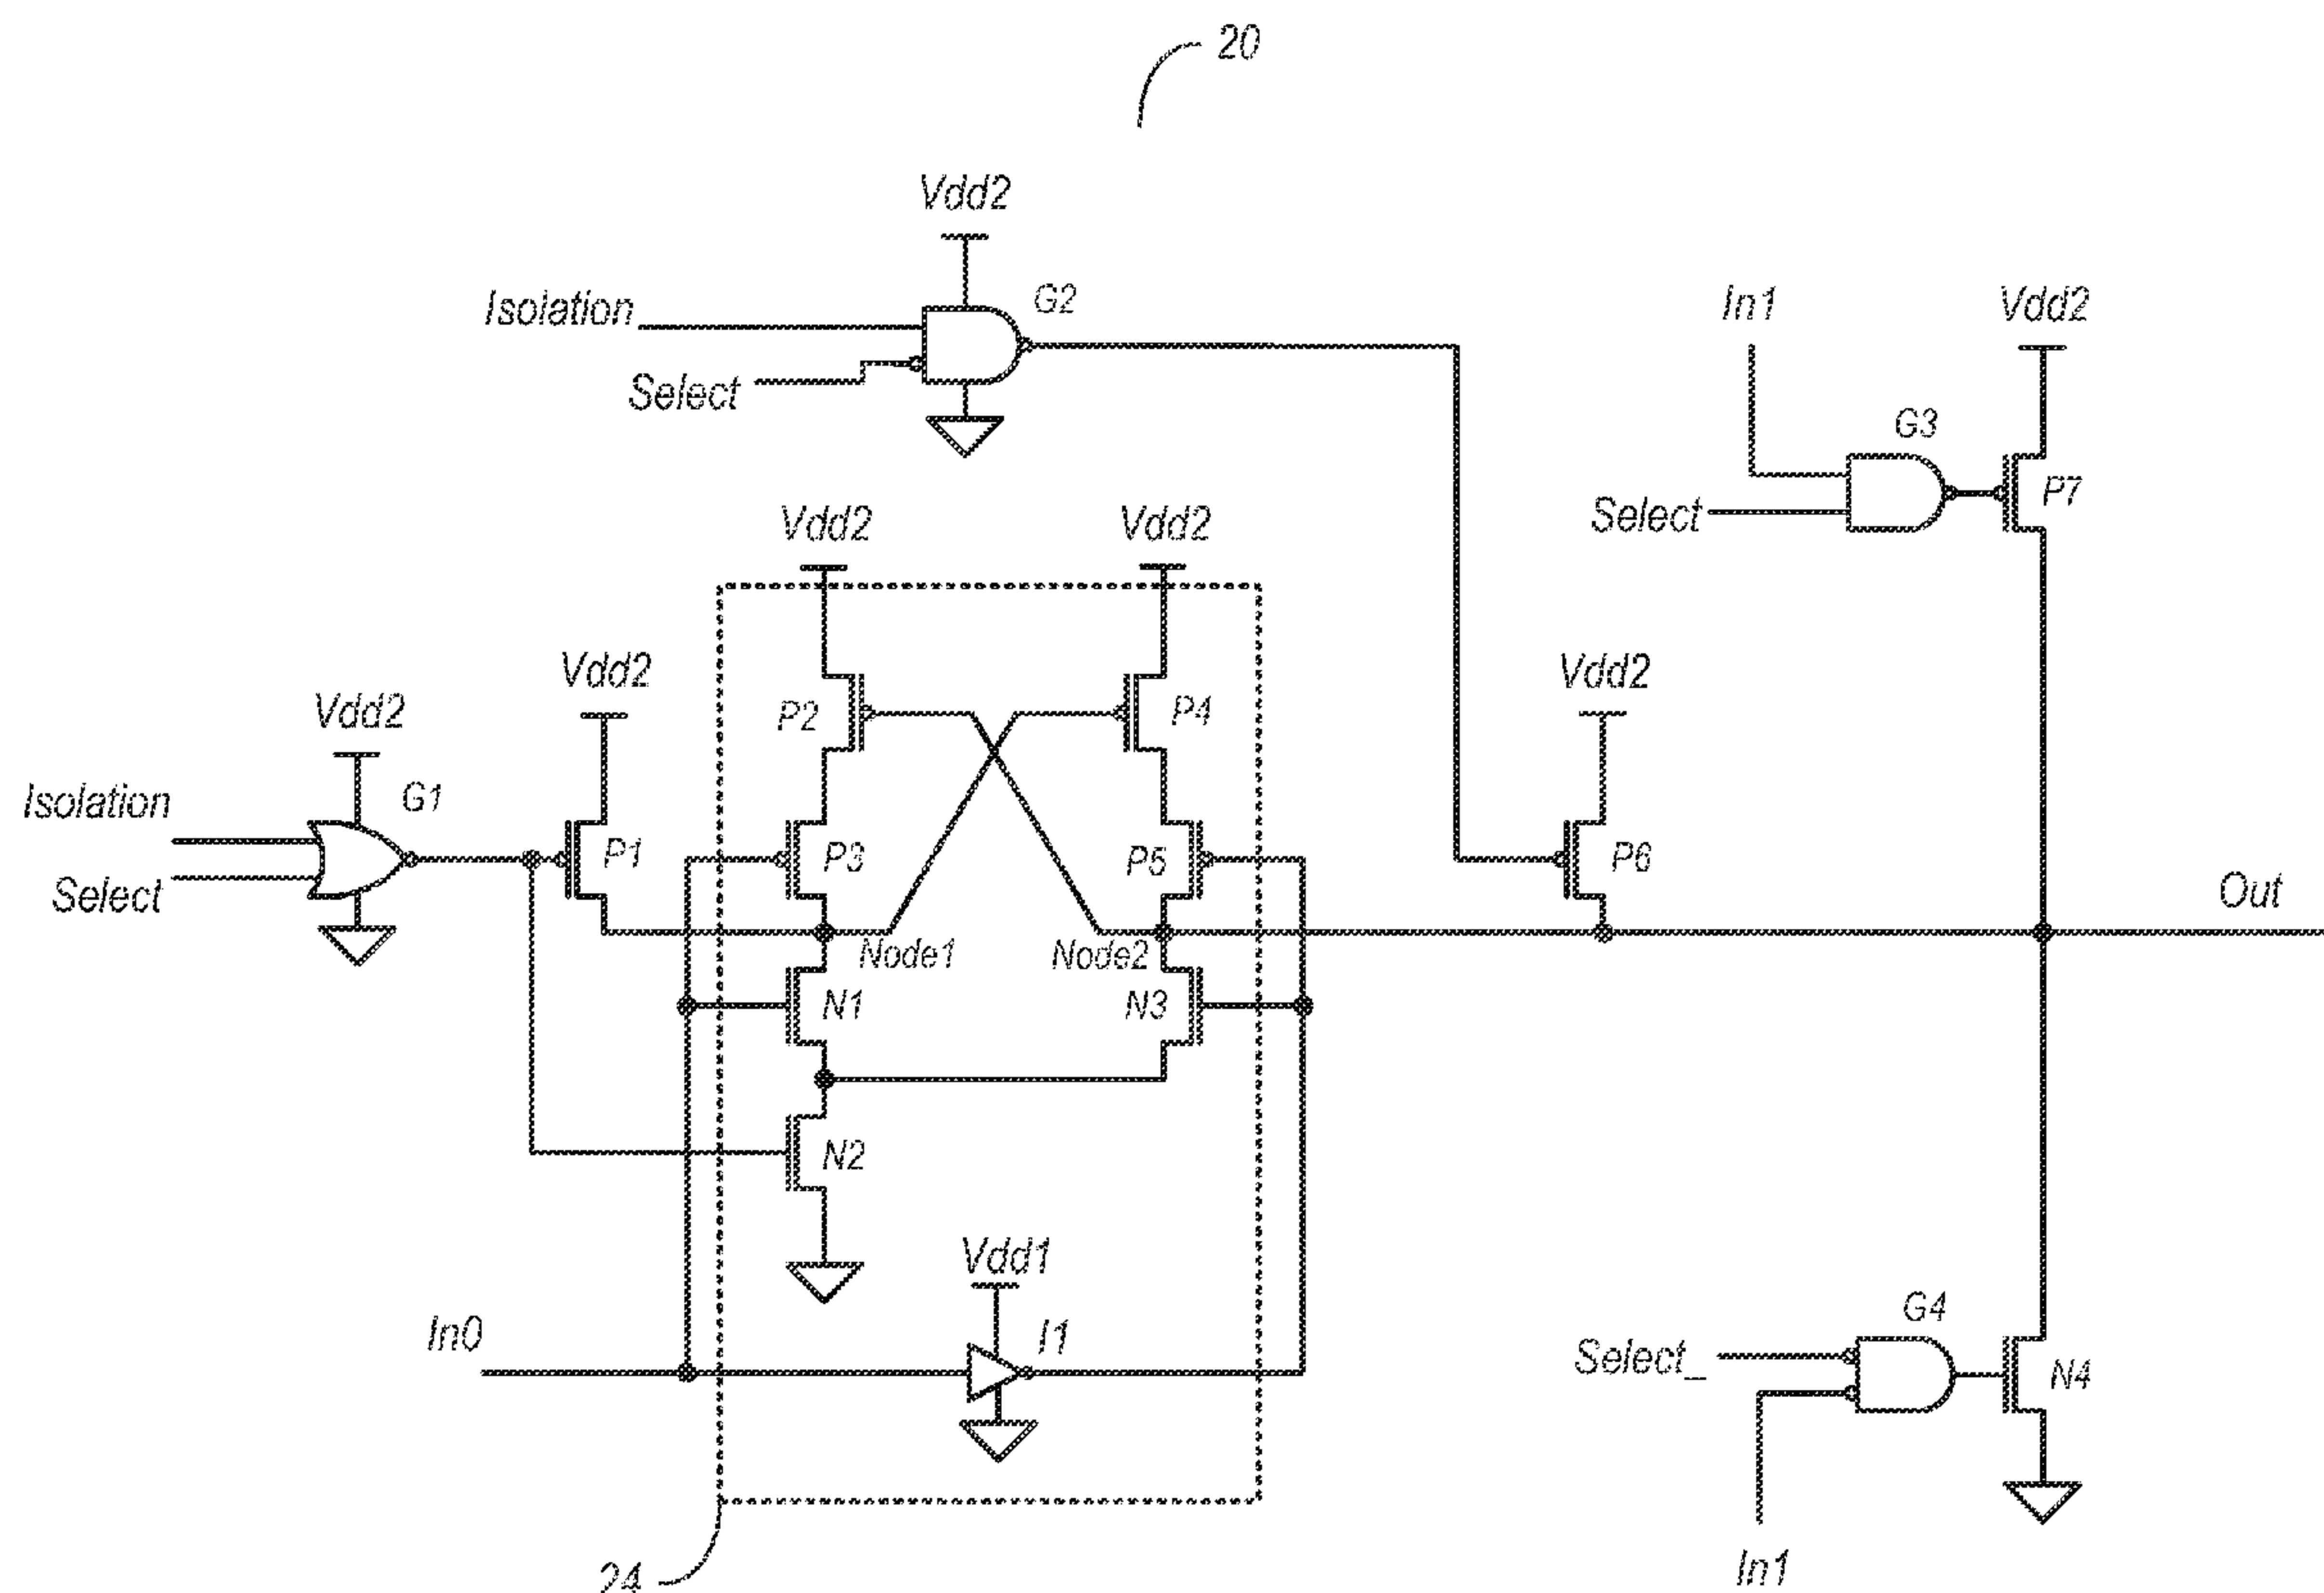 20
Vdd2
Isolation
G2
Select
In1
Vdd2
G3
P7
Select
Vdd2
Vdd2
Vdd2
P2
P4
Vdd2
Vdd2
Isolation
G1
Select
P1
P3
P5
P6
Out
Node1
Node2
N1
N3
N2
Vdd1
In0
I1
G4
Select_
N4
In1
24